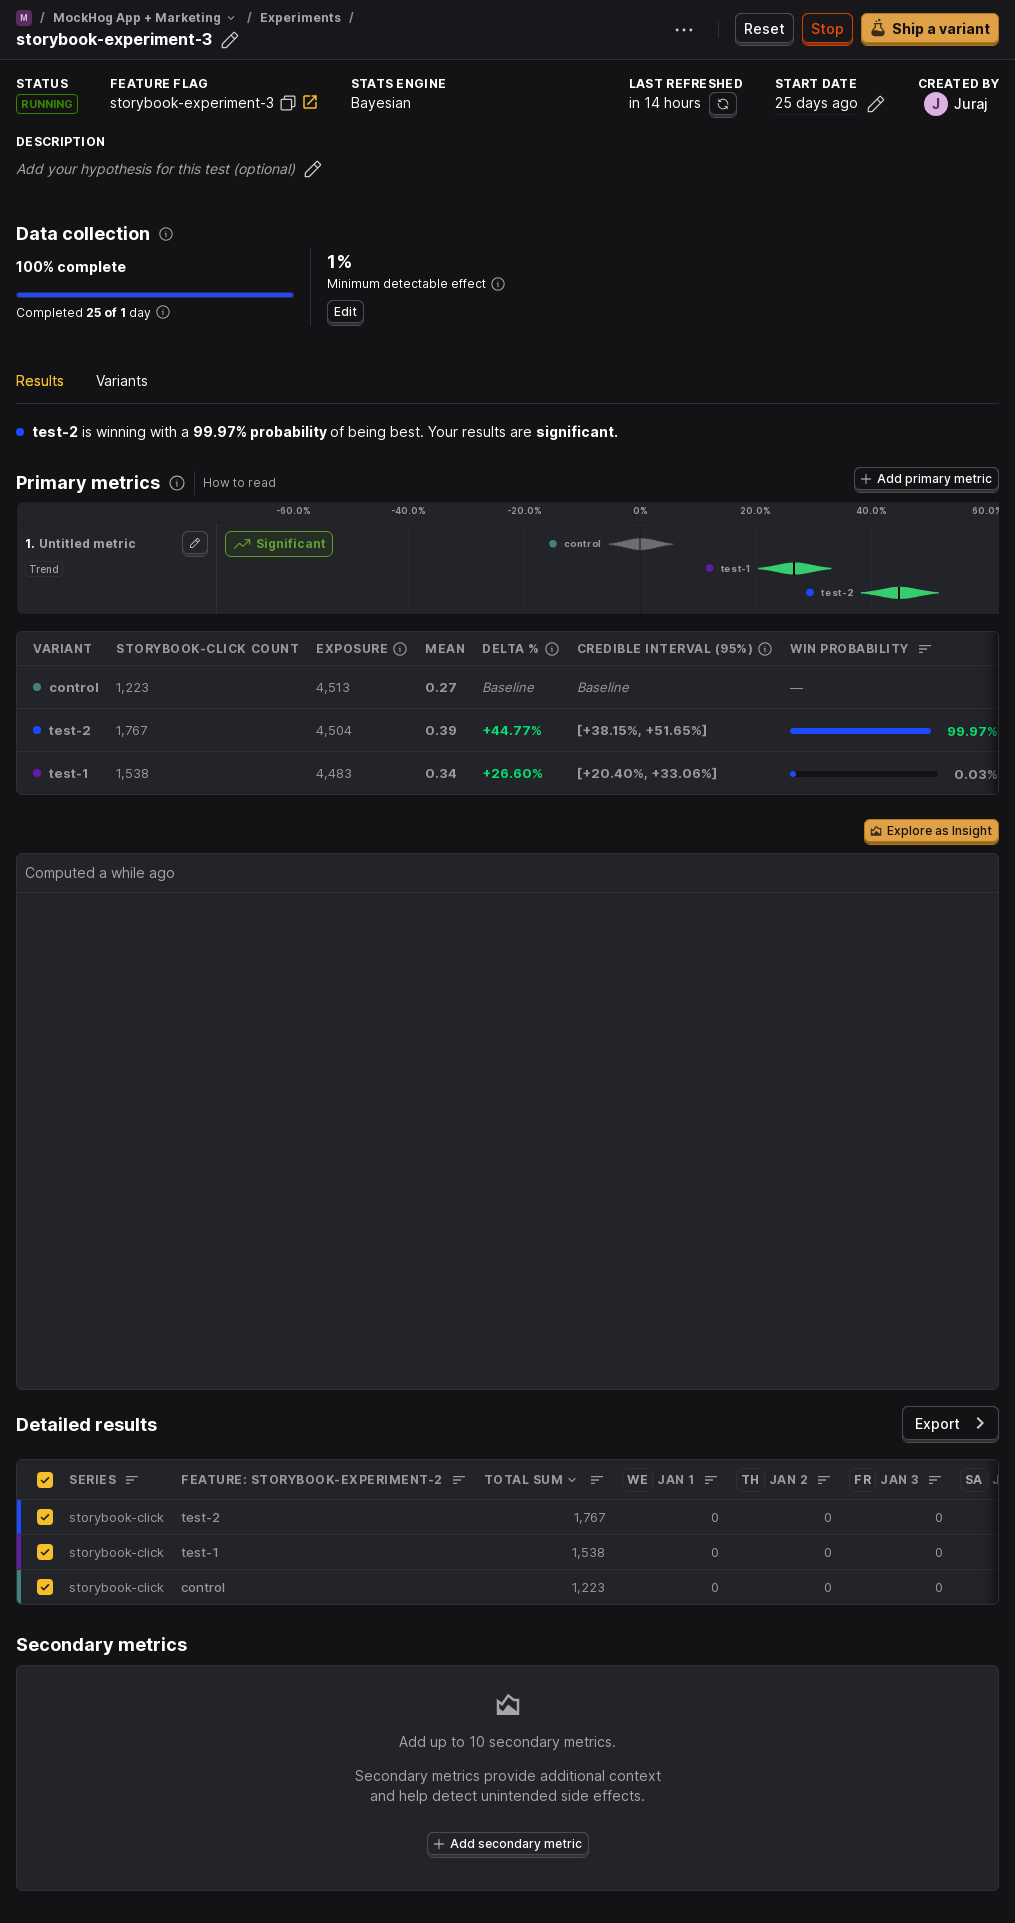 M / MockHog App + Marketing / Experiments /
storybook-experiment-3
Reset
Stop
Ship a variant
STATUS
FEATURE FLAG
STATS ENGINE
LAST REFRESHED
START DATE
CREATED BY
RUNNING
storybook-experiment-3
Bayesian
in 14 hours
25 days ago
J Juraj
DESCRIPTION
Add your hypothesis for this test (optional)
Data collection
100% complete
Completed 25 of 1 day
1%
Minimum detectable effect
Edit
Results
Variants
test-2 is winning with a 99.97% probability of being best. Your results are significant.
Primary metrics
How to read
Add primary metric
-60.0% -40.0% -20.0% 0% 20.0% 40.0% 60.0%
1. Untitled metric
Trend
Significant
control
test-1
test-2
VARIANT STORYBOOK-CLICK COUNT EXPOSURE MEAN DELTA % CREDIBLE INTERVAL (95%) WIN PROBABILITY
control 1,223 4,513 0.27 Baseline Baseline —
test-2 1,767 4,504 0.39 +44.77% [+38.15%, +51.65%] 99.97%
test-1 1,538 4,483 0.34 +26.60% [+20.40%, +33.06%] 0.03%
Explore as Insight
Computed a while ago
Detailed results
Export
SERIES FEATURE: STORYBOOK-EXPERIMENT-2 TOTAL SUM WE JAN 1 TH JAN 2 FR JAN 3 SA
storybook-click test-2 1,767 0 0 0
storybook-click test-1 1,538 0 0 0
storybook-click control 1,223 0 0 0
Secondary metrics
Add up to 10 secondary metrics.
Secondary metrics provide additional context
and help detect unintended side effects.
Add secondary metric